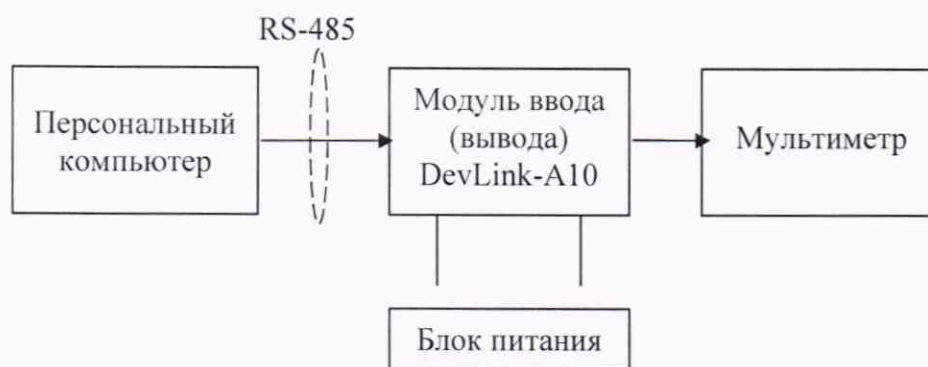 RS-485
Персональный
компьютер
Модуль ввода
(вывода)
DevLink-A10
Мультиметр
Блок питания